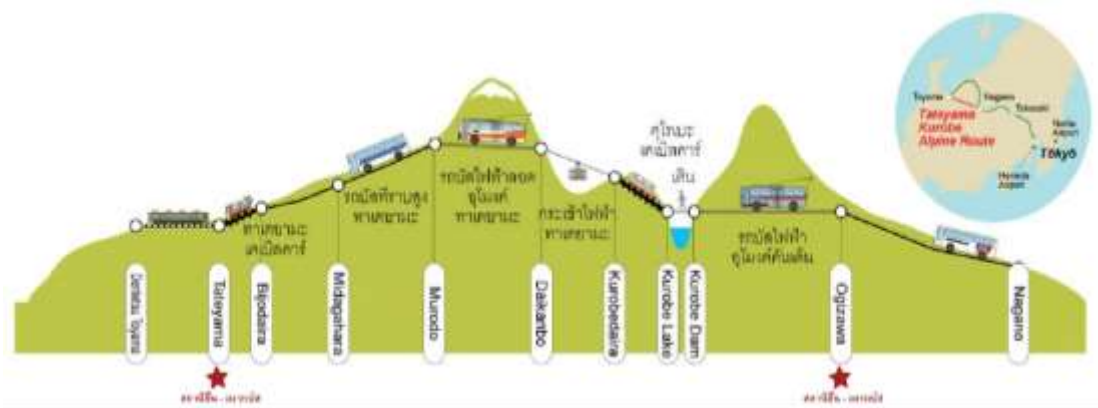 Toyama
Nagano
Takasaki
Tateyama
Kurobe
Alpine Route
Narita
Airport
Tōkyō
Haneda
Airport
คุโรเบะ
เคเบิลคาร์
เดิน
รถบัสไฟฟ้าลอด
อุโมงค์
ทาเตยามะ
รถบัสที่ราบสูง
ทาเตยามะ
กระเช้าไฟฟ้า
ทาเตยามะ
ทาเตยามะ
เคเบิลคาร์
รถบัสไฟฟ้า
อุโมงค์คันเด็น
Dentetsu Toyama
Tateyama
Bijodaira
Midagahara
Murodo
Daikanbo
Kurobedaira
Kurobe Lake
Kurobe Dam
Ogizawa
Nagano